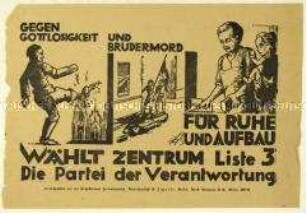 GEGEN
GOTTLOSIGKEIT UND
BRUDERMORD
FÜR RUHE
UND AUFBAU
WÄHLT ZENTRUM Liste 3
Die Partei der Verantwortung